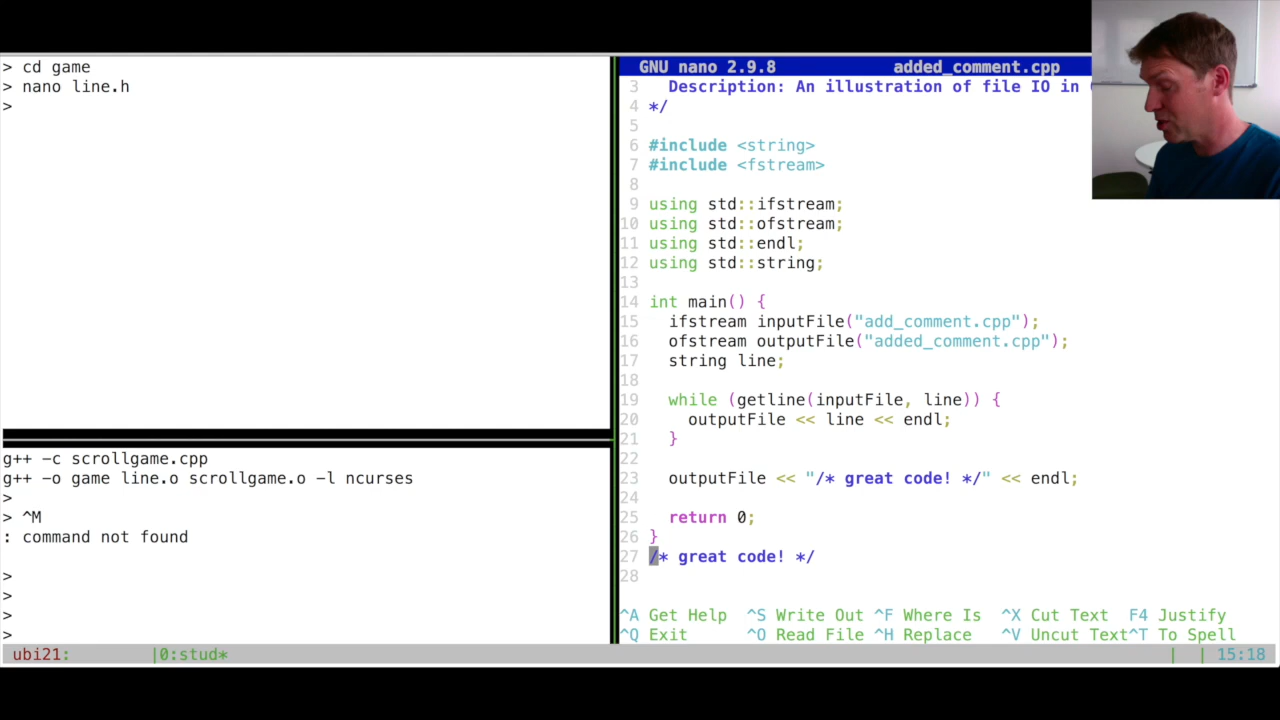 > cd game
> nano line.h
>
g++ -c scrollgame.cpp
g++ -o game line.o scrollgame.o -l ncurses
>
> ^M
: command not found
>
>
>
>
GNU nano 2.9.8 added_comment.cpp
3 Description: An illustration of file IO in
4 */
5
6 #include <string>
7 #include <fstream>
8
9 using std::ifstream;
10 using std::ofstream;
11 using std::endl;
12 using std::string;
13
14 int main() {
15 ifstream inputFile("add_comment.cpp");
16 ofstream outputFile("added_comment.cpp");
17 string line;
18
19 while (getline(inputFile, line)) {
20 outputFile << line << endl;
21 }
22
23 outputFile << "/* great code! */" << endl;
24
25 return 0;
26 }
27 /* great code! */
28
^A Get Help ^S Write Out ^F Where Is ^X Cut Text F4 Justify
^Q Exit ^O Read File ^H Replace ^V Uncut Text ^T To Spell
ubi21: |0:stud* | | 15:18